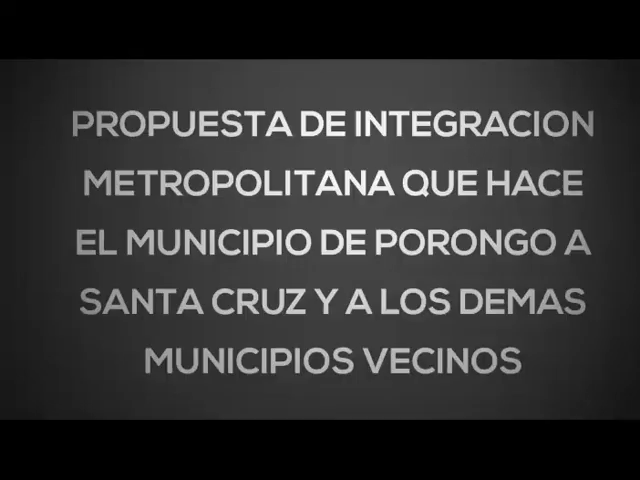 PROPUESTA DE INTEGRACION
METROPOLITANA QUE HACE
EL MUNICIPIO DE PORONGO A
SANTA CRUZ Y A LOS DEMAS
MUNICIPIOS VECINOS